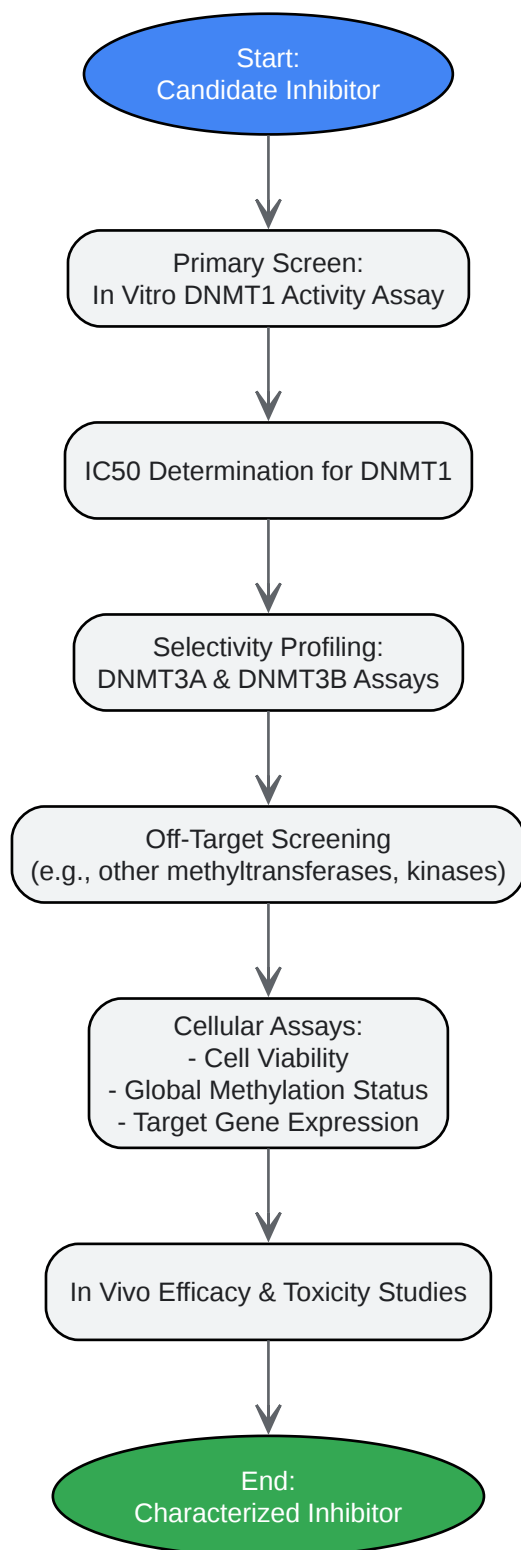 Start:
Candidate Inhibitor
Primary Screen:
In Vitro DNMT1 Activity Assay
IC50 Determination for DNMT1
Selectivity Profiling:
DNMT3A & DNMT3B Assays
Off-Target Screening
(e.g., other methyltransferases, kinases)
Cellular Assays:
- Cell Viability
- Global Methylation Status
- Target Gene Expression
In Vivo Efficacy & Toxicity Studies
End:
Characterized Inhibitor